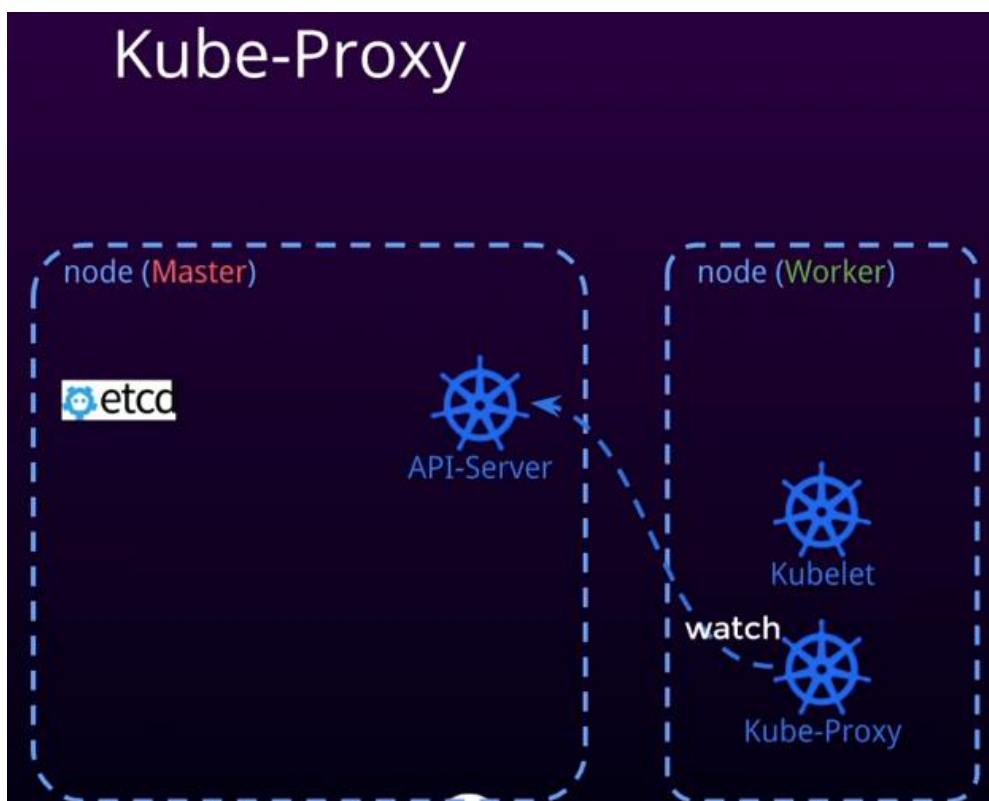 Kube-Proxy
node (Master)
node (Worker)
etcd
API-Server
Kubelet
watch
Kube-Proxy